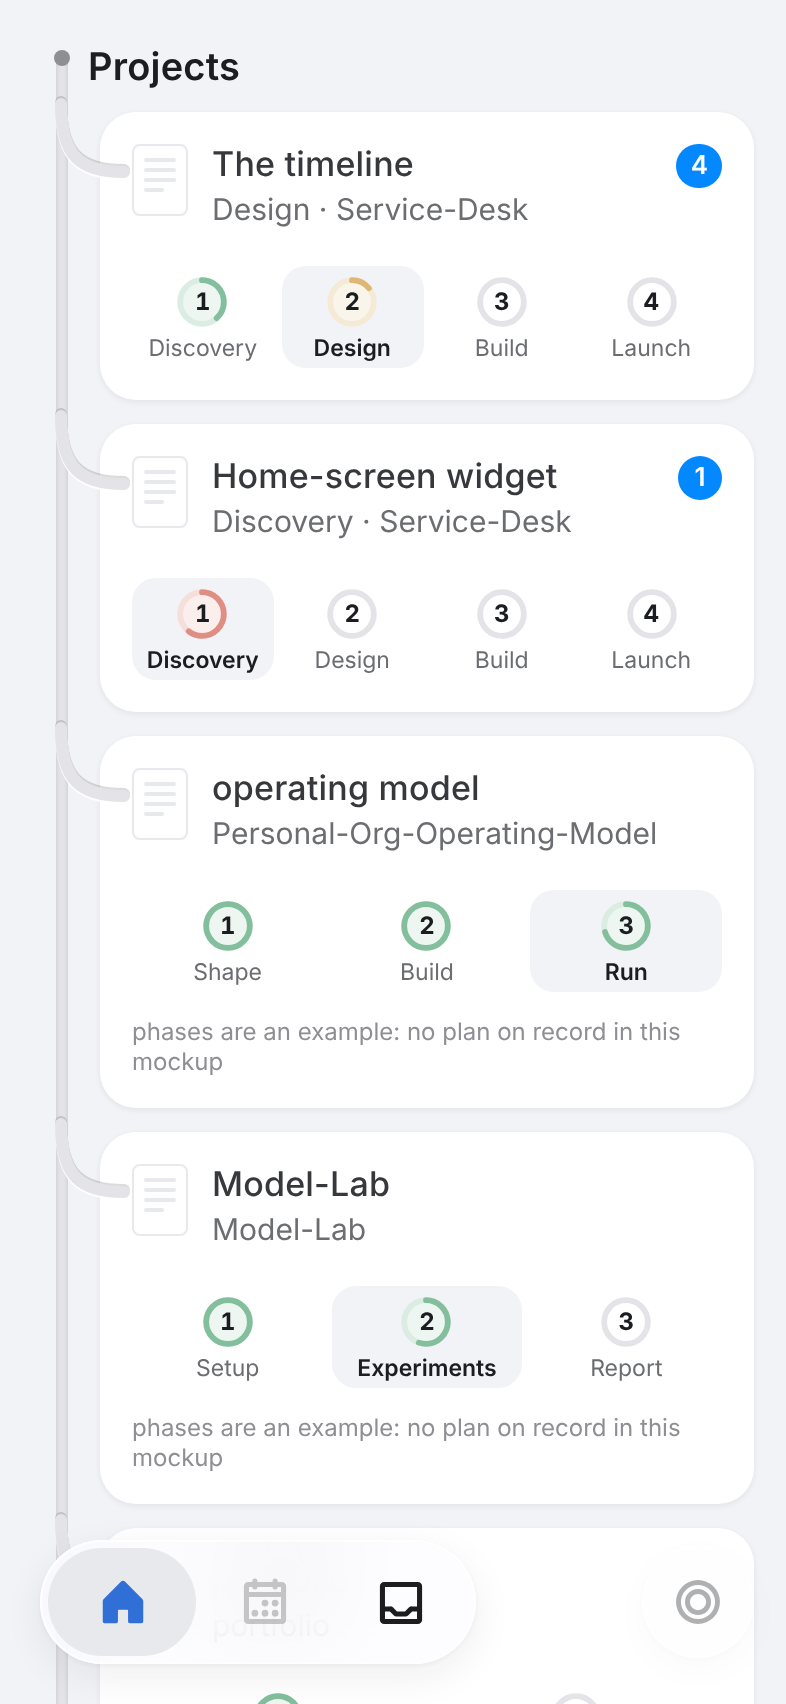 Projects
The timeline
4
Design · Service-Desk
1
2
3
4
Discovery
Design
Build
Launch
Home-screen widget
1
Discovery · Service-Desk
1
2
3
4
Discovery
Design
Build
Launch
operating model
Personal-Org-Operating-Model
1
2
3
Shape
Build
Run
phases are an example: no plan on record in this
mockup
Model-Lab
Model-Lab
1
2
3
Setup
Experiments
Report
phases are an example: no plan on record in this
mockup
portfolio